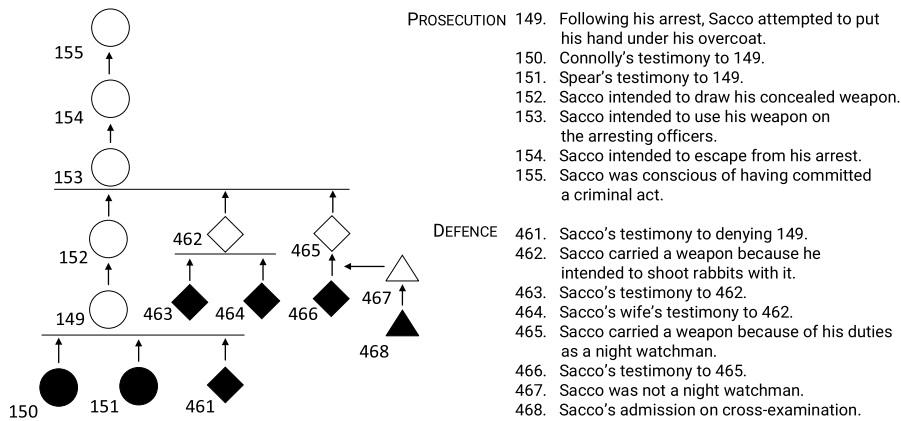 PROSECUTION 149. Following his arrest, Sacco attempted to put
his hand under his overcoat.
150. Connolly's testimony to 149.
151. Spear's testimony to 149.
152. Sacco intended to draw his concealed weapon.
153. Sacco intended to use his weapon on
the arresting officers.
154. Sacco intended to escape from his arrest.
155. Sacco was conscious of having committed
a criminal act.
DEFENCE 461. Sacco's testimony to denying 149.
462. Sacco carried a weapon because he
intended to shoot rabbits with it.
463. Sacco's testimony to 462.
464. Sacco's wife's testimony to 462.
465. Sacco carried a weapon because of his duties
as a night watchman.
466. Sacco's testimony to 465.
467. Sacco was not a night watchman.
468. Sacco's admission on cross-examination.
155
154
153
152
462
465
149
463
464
466
467
468
150
151
461